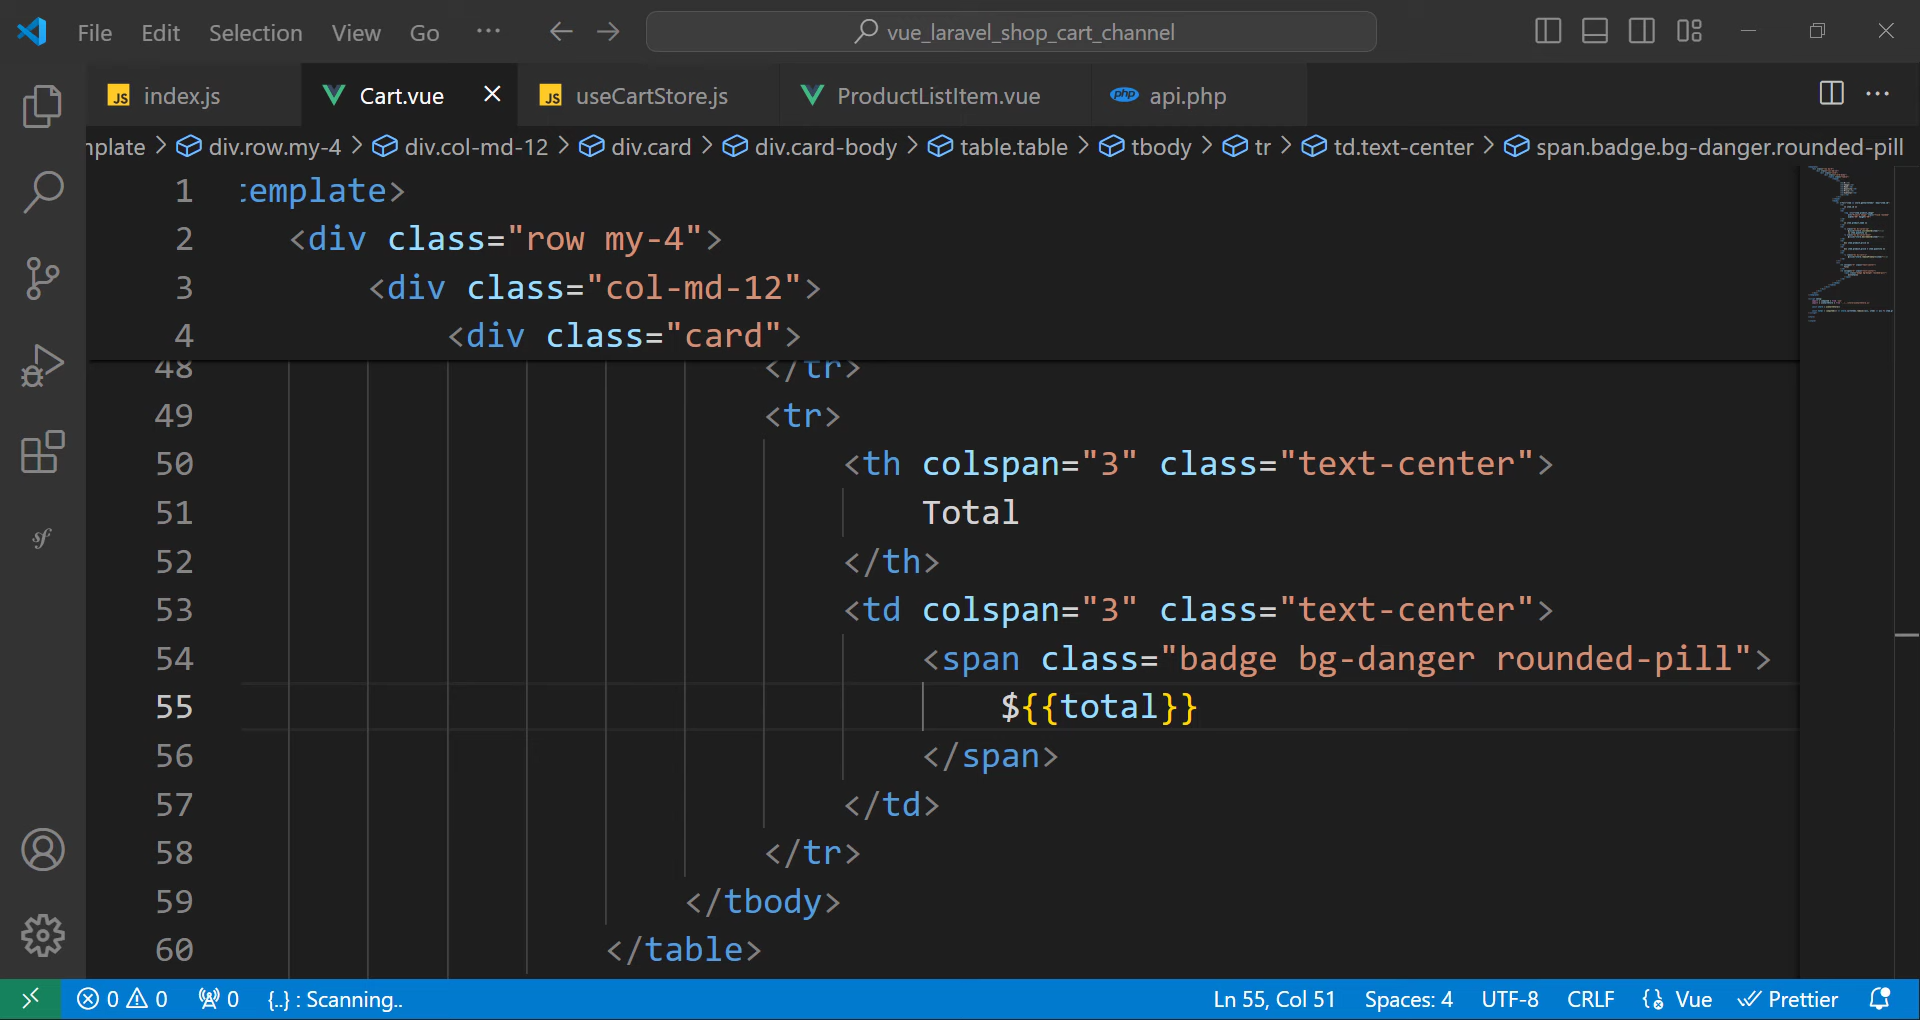 File Edit Selection View Go ··· vue_laravel_shop_cart_channel
JS index.js Cart.vue JS useCartStore.js ProductListItem.vue php api.php
mplate > div.row.my-4 > div.col-md-12 > div.card > div.card-body > table.table > tbody > tr > td.text-center > span.badge.bg-danger.rounded-pill
1 template>
2 <div class="row my-4">
3 <div class="col-md-12">
4 <div class="card">
48 </tr>
49 <tr>
50 <th colspan="3" class="text-center">
51 Total
52 </th>
53 <td colspan="3" class="text-center">
54 <span class="badge bg-danger rounded-pill">
55 ${{total}}
56 </span>
57 </td>
58 </tr>
59 </tbody>
60 </table>
0 0 0 {..} : Scanning.. Ln 55, Col 51 Spaces: 4 UTF-8 CRLF Vue Prettier